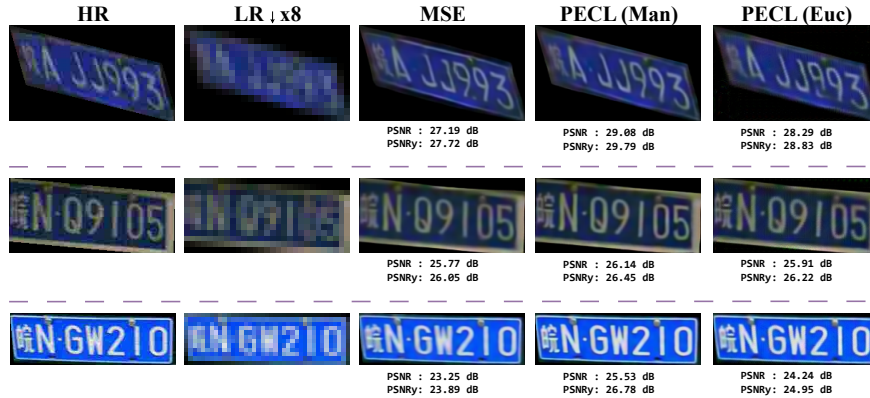 HR LR ↓ x8 MSE PECL (Man) PECL (Euc)
皖A JJ993 皖A JJ993 皖A·JJ993 皖A JJ993
PSNR : 27.19 dB PSNR : 29.08 dB PSNR : 28.29 dB
PSNRy: 27.72 dB PSNRy: 29.79 dB PSNRy: 28.83 dB
皖N·Q9105 N·Q9105 皖N·Q9105 皖N·Q9105 皖N·Q9105
PSNR : 25.77 dB PSNR : 26.14 dB PSNR : 25.91 dB
PSNRy: 26.05 dB PSNRy: 26.45 dB PSNRy: 26.22 dB
皖N·GW210 N·GW210 皖N·GW210 皖N·GW210 皖N·GW210
PSNR : 23.25 dB PSNR : 25.53 dB PSNR : 24.24 dB
PSNRy: 23.89 dB PSNRy: 26.78 dB PSNRy: 24.95 dB